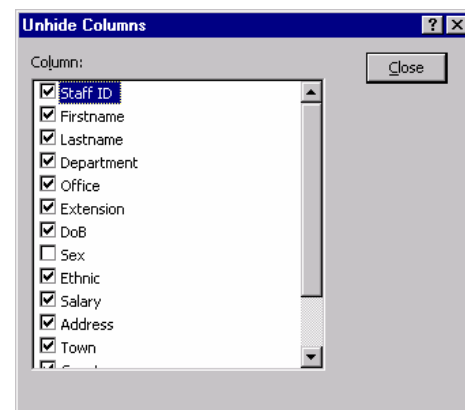 Unhide Columns
Column:
Close
Staff ID
Firstname
Lastname
Department
Office
Extension
DoB
Sex
Ethnic
Salary
Address
Town